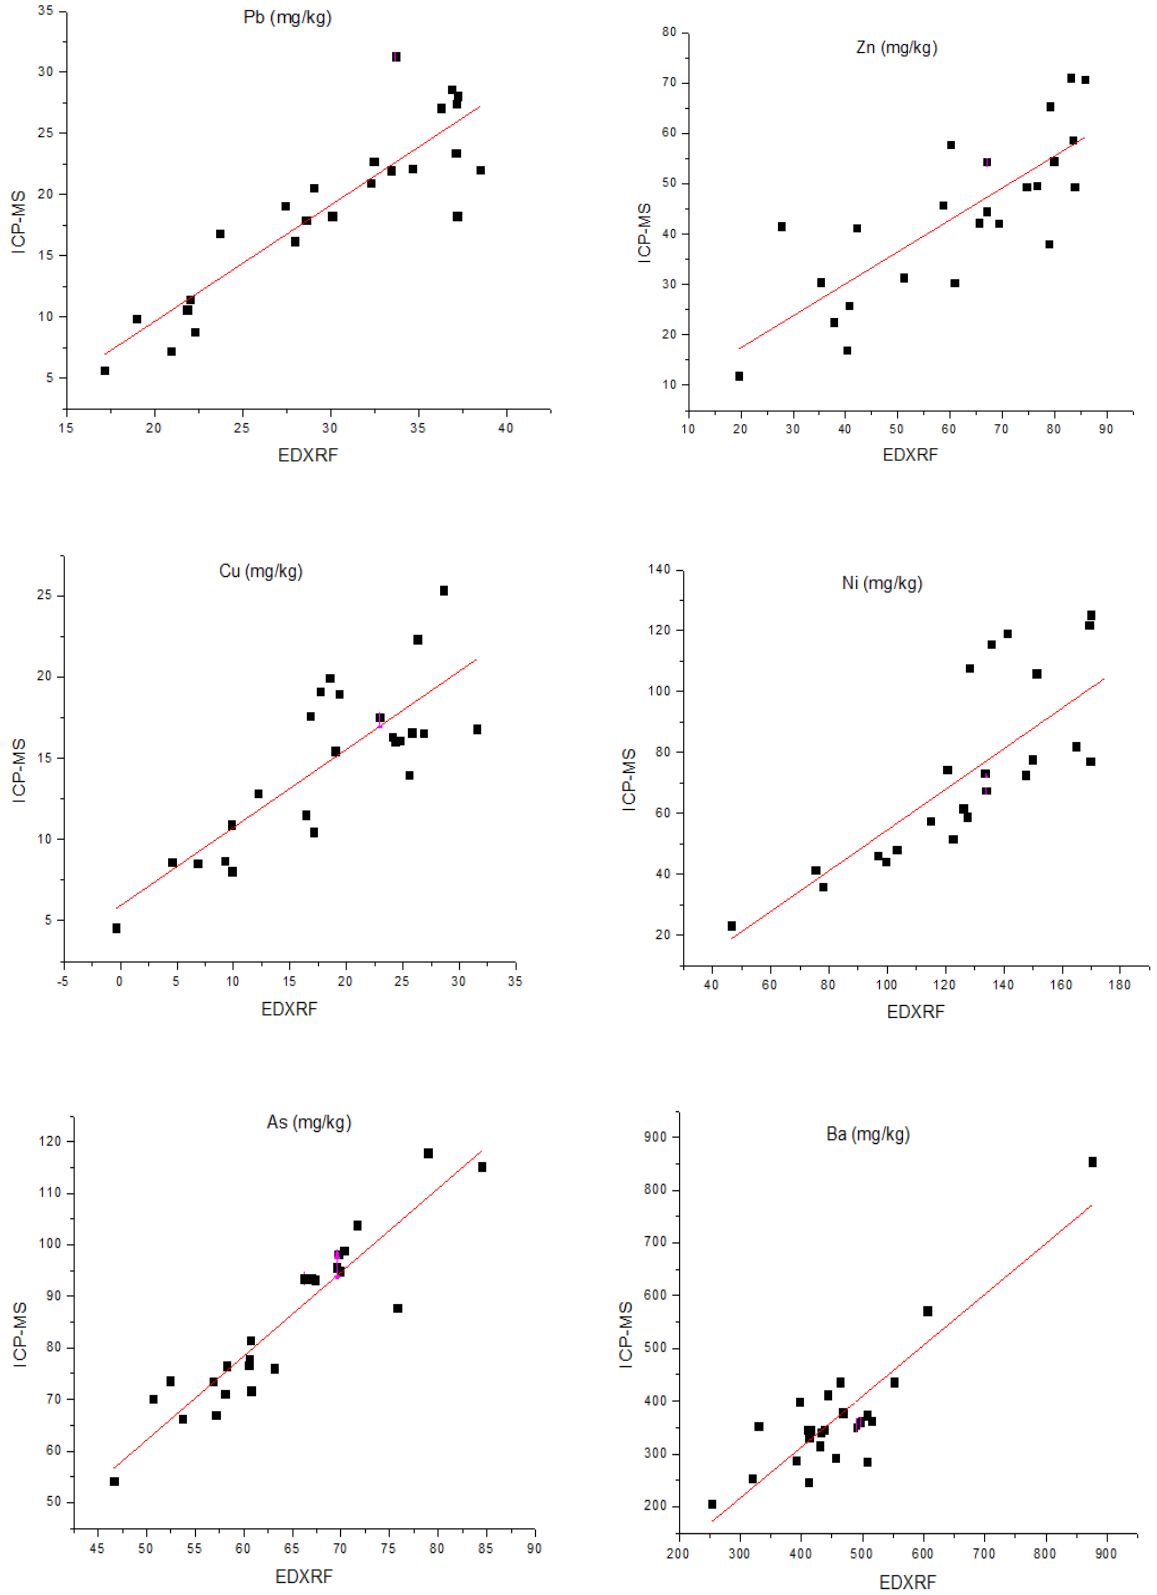 Pb (mg/kg)
35
30
25
20
15
10
5
ICP-MS
15 20 25 30 35 40
EDXRF
Zn (mg/kg)
80
70
60
50
40
30
20
10
ICP-MS
10 20 30 40 50 60 70 80 90
EDXRF
Cu (mg/kg)
25
20
15
10
5
ICP-MS
-5 0 5 10 15 20 25 30 35
EDXRF
Ni (mg/kg)
140
120
100
80
60
40
20
ICP-MS
40 60 80 100 120 140 160 180
EDXRF
As (mg/kg)
120
110
100
90
80
70
60
50
ICP-MS
45 50 55 60 65 70 75 80 85 90
EDXRF
Ba (mg/kg)
900
800
700
600
500
400
300
200
ICP-MS
200 300 400 500 600 700 800 900
EDXRF